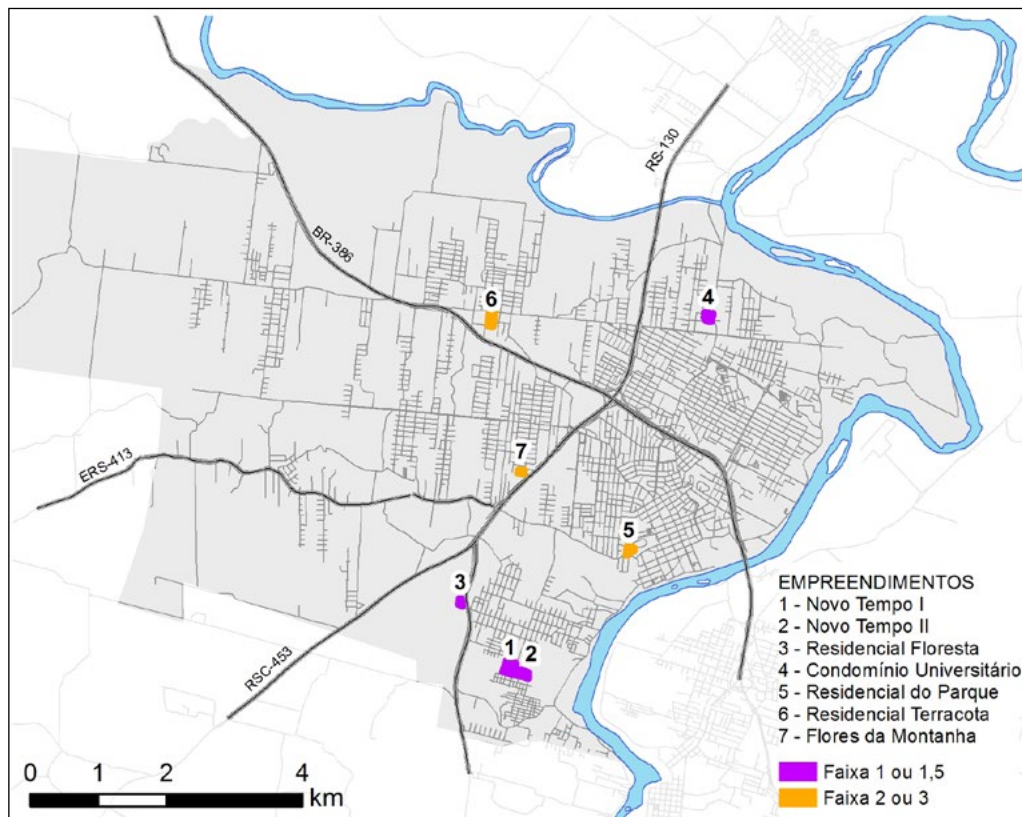 RS-130
BR-386
6
4
7
ERS-413
5
3
1
2
RSC-453
EMPREENDIMENTOS
1 - Novo Tempo I
2 - Novo Tempo II
3 - Residencial Floresta
4 - Condomínio Universitário
5 - Residencial do Parque
6 - Residencial Terracota
7 - Flores da Montanha
Faixa 1 ou 1,5
Faixa 2 ou 3
0 1 2 4
km